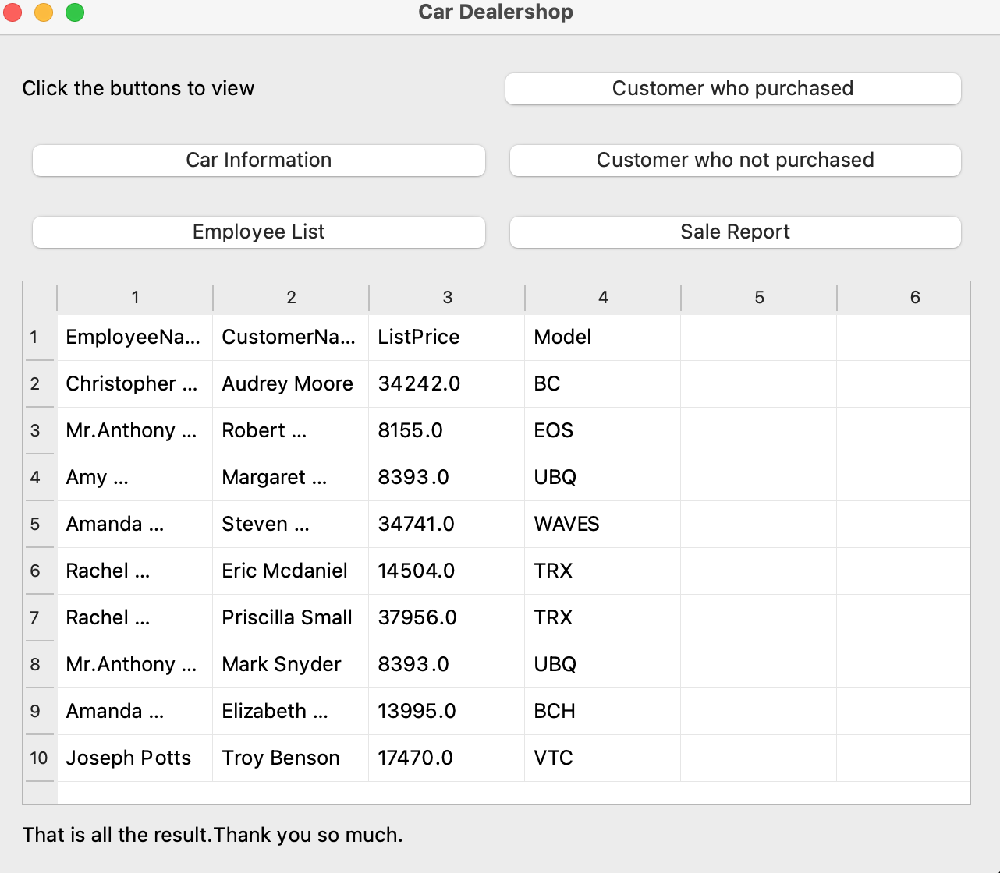 Car Dealershop
Click the buttons to view
Customer who purchased
Car Information
Customer who not purchased
Employee List
Sale Report
1 2 3 4 5 6
1 EmployeeNa... CustomerNa... ListPrice Model
2 Christopher ... Audrey Moore 34242.0 BC
3 Mr.Anthony ... Robert ... 8155.0 EOS
4 Amy ... Margaret ... 8393.0 UBQ
5 Amanda ... Steven ... 34741.0 WAVES
6 Rachel ... Eric Mcdaniel 14504.0 TRX
7 Rachel ... Priscilla Small 37956.0 TRX
8 Mr.Anthony ... Mark Snyder 8393.0 UBQ
9 Amanda ... Elizabeth ... 13995.0 BCH
10 Joseph Potts Troy Benson 17470.0 VTC
That is all the result.Thank you so much.